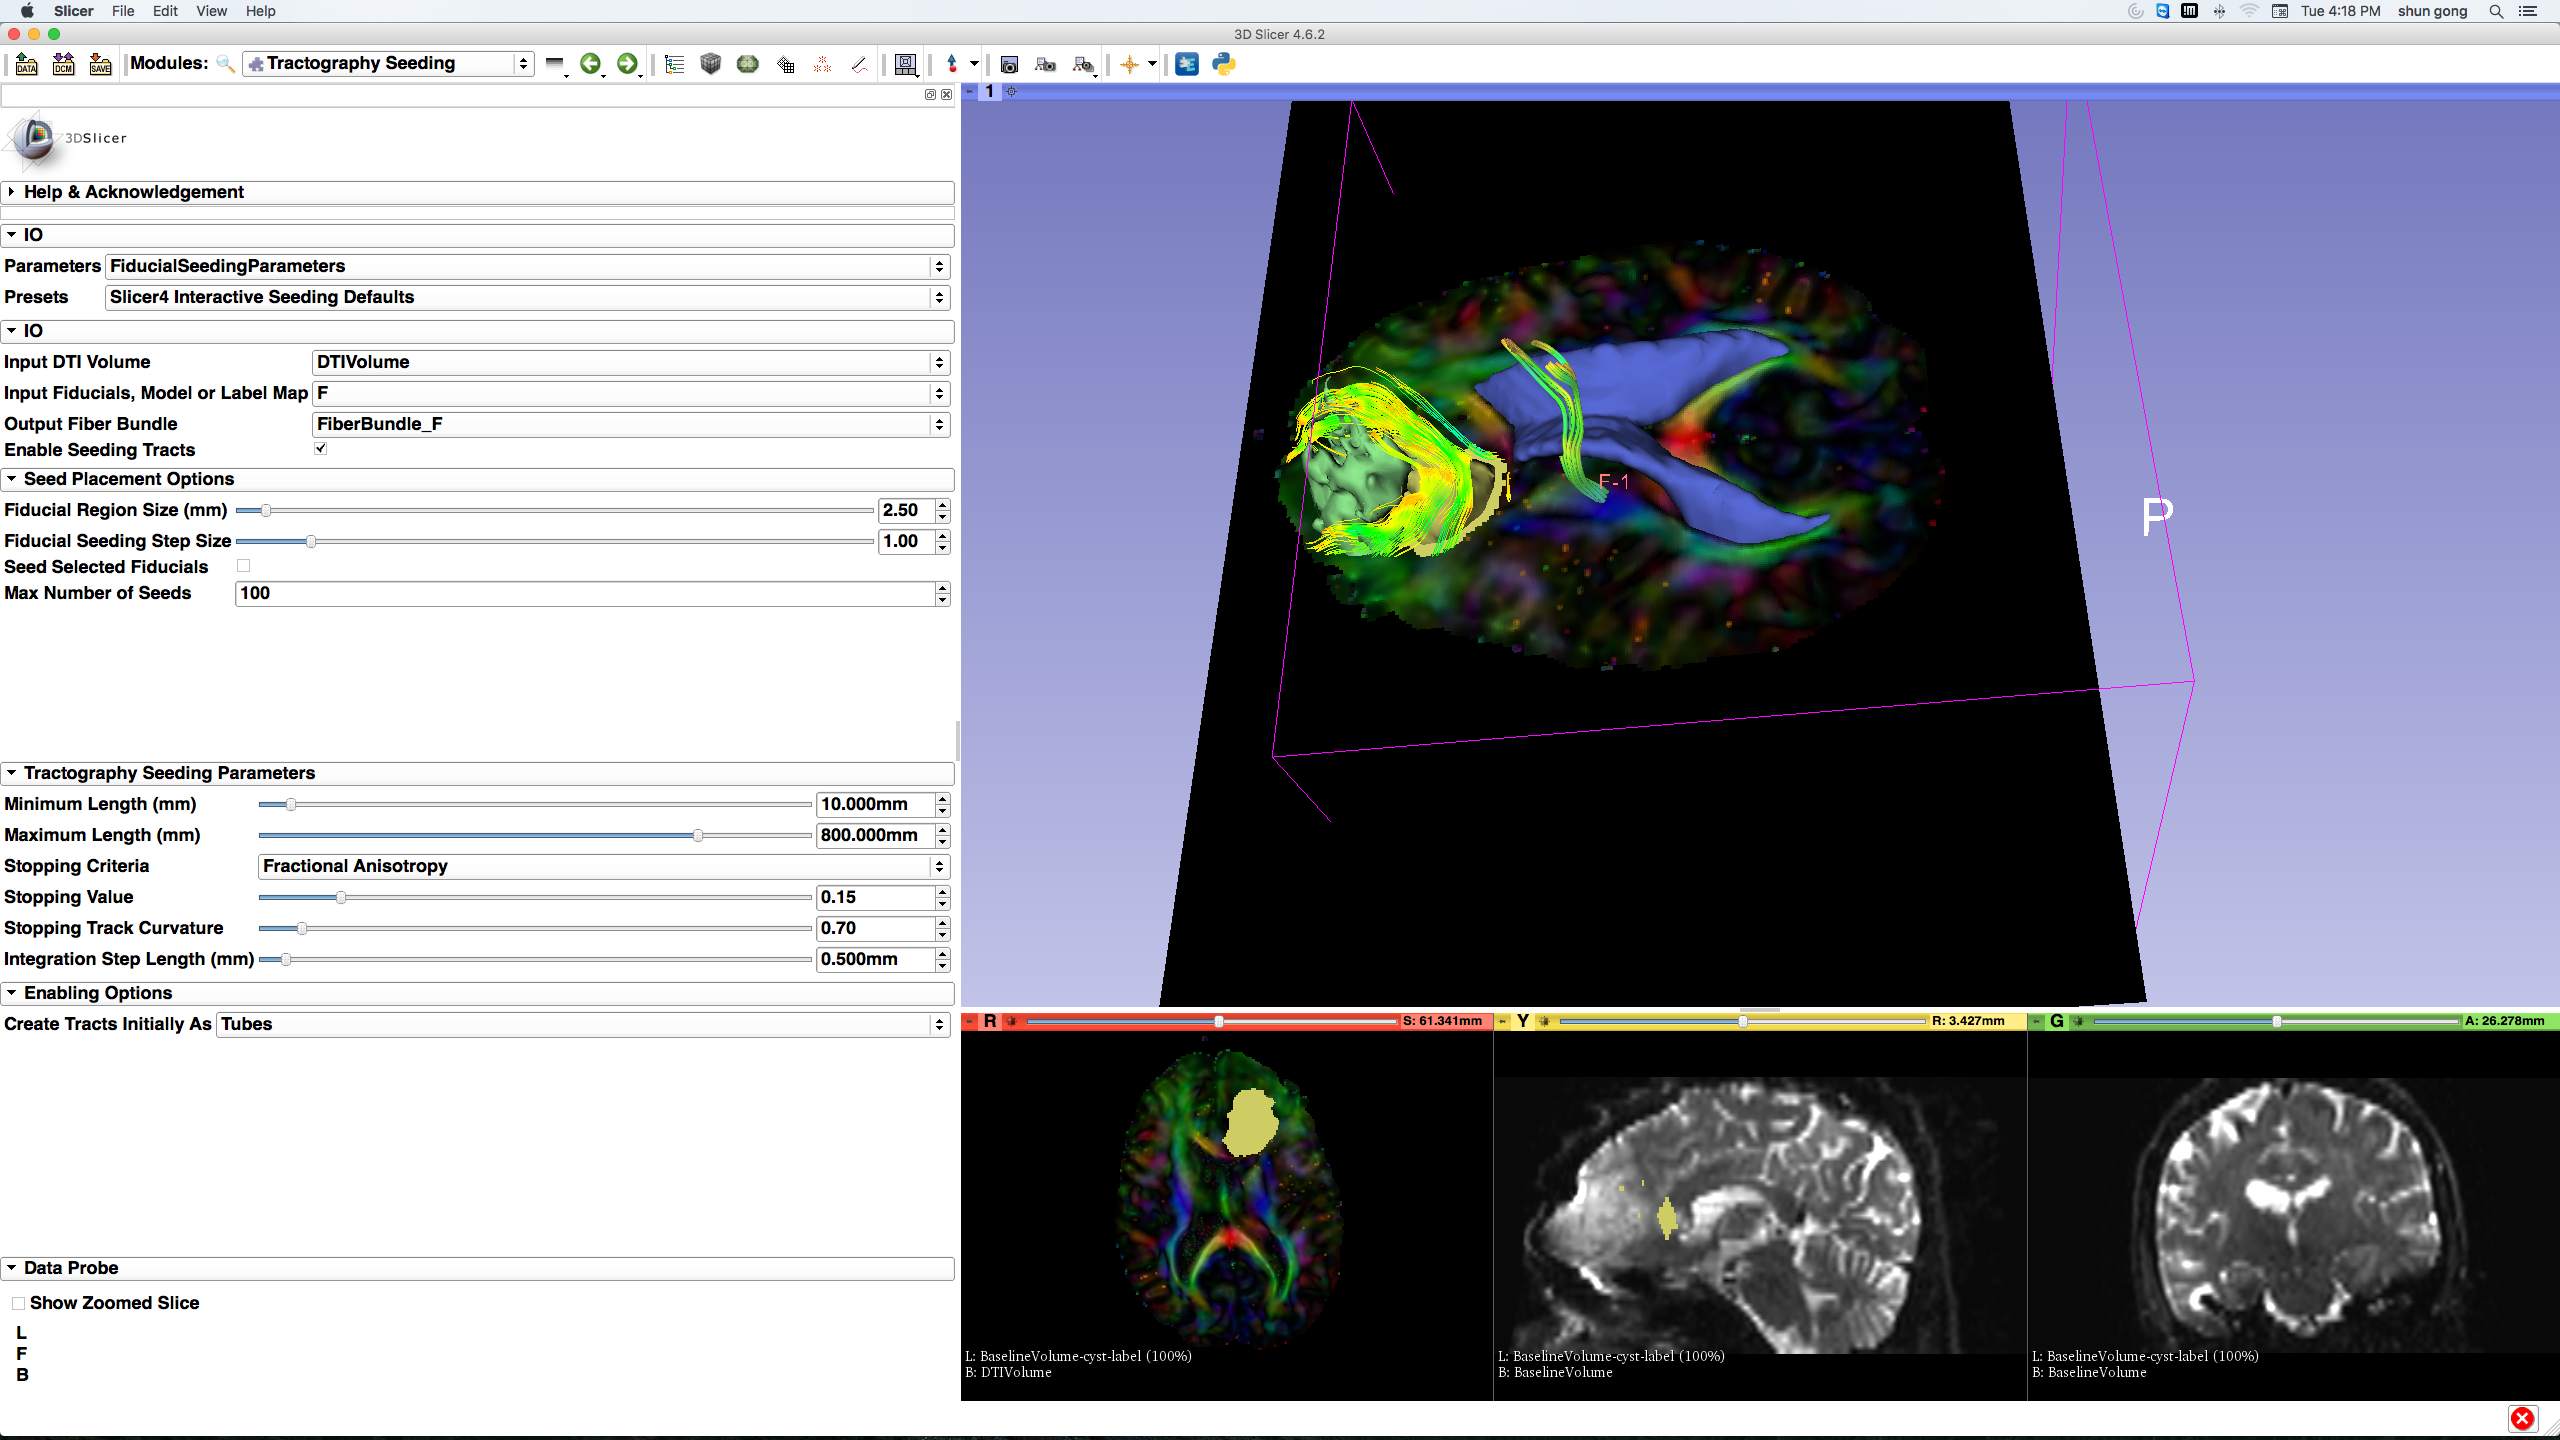 Slicer File Edit View Help
Tue 4:18 PM shun gong
3D Slicer 4.6.2
DATA DCM SAVE Modules: Tractography Seeding
1
3DSlicer
Help & Acknowledgement
IO
Parameters FiducialSeedingParameters
Presets Slicer4 Interactive Seeding Defaults
IO
Input DTI Volume DTIVolume
Input Fiducials, Model or Label Map F
Output Fiber Bundle FiberBundle_F
Enable Seeding Tracts
Seed Placement Options
Fiducial Region Size (mm) 2.50
Fiducial Seeding Step Size 1.00
Seed Selected Fiducials
Max Number of Seeds 100
Tractography Seeding Parameters
Minimum Length (mm) 10.000mm
Maximum Length (mm) 800.000mm
Stopping Criteria Fractional Anisotropy
Stopping Value 0.15
Stopping Track Curvature 0.70
Integration Step Length (mm) 0.500mm
Enabling Options
Create Tracts Initially As Tubes
Data Probe
Show Zoomed Slice
L
F
B
F-1
P
R S: 61.341mm
L: BaselineVolume-cyst-label (100%)
B: DTIVolume
Y R: 3.427mm
L: BaselineVolume-cyst-label (100%)
B: BaselineVolume
G A: 26.278mm
L: BaselineVolume-cyst-label (100%)
B: BaselineVolume